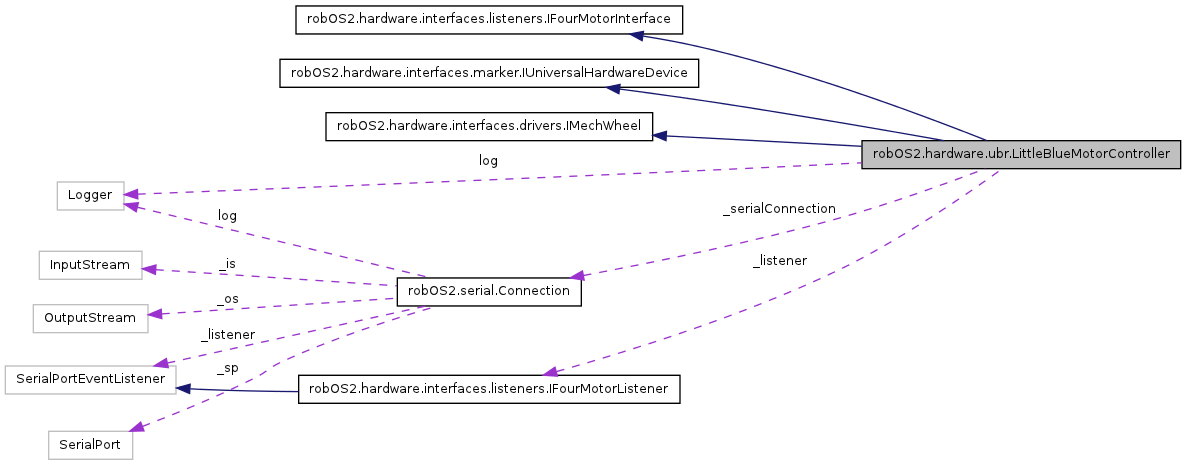 robOS2.hardware.interfaces.listeners.IFourMotorInterface
robOS2.hardware.interfaces.marker.IUniversalHardwareDevice
robOS2.hardware.interfaces.drivers.IMechWheel
robOS2.hardware.ubr.LittleBlueMotorController
log
Logger
_serialConnection
log
_listener
InputStream
_is
robOS2.serial.Connection
_os
OutputStream
_listener
_sp
SerialPortEventListener
robOS2.hardware.interfaces.listeners.IFourMotorListener
SerialPort